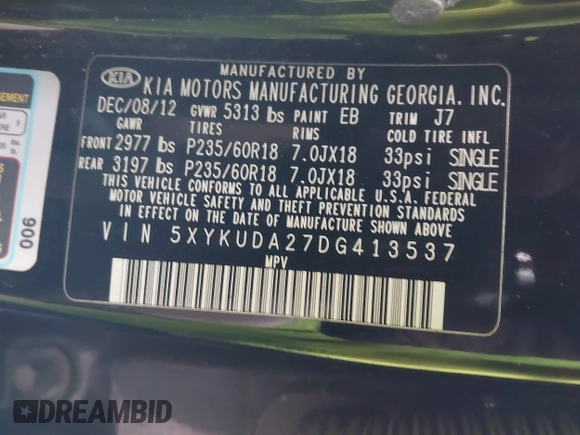 MANUFACTURED BY
KIA KIA MOTORS MANUFACTURING GEORGIA, INC.
DEC/08/12 GVWR 5313 lbs PAINT EB TRIM J7
GAWR TIRES RIMS COLD TIRE INFL
FRONT 2977 lbs P235/60R18 7.0JX18 33psi SINGLE
REAR 3197 lbs P235/60R18 7.0JX18 33psi SINGLE
THIS VEHICLE CONFORMS TO ALL APPLICABLE U.S.A. FEDERAL
MOTOR VEHICLE SAFETY AND THEFT PREVENTION STANDARDS
IN EFFECT ON THE DATE OF MANUFACTURE SHOWN ABOVE
VIN 5XYKUDA27DG413537
MPV
006
DREAMBID